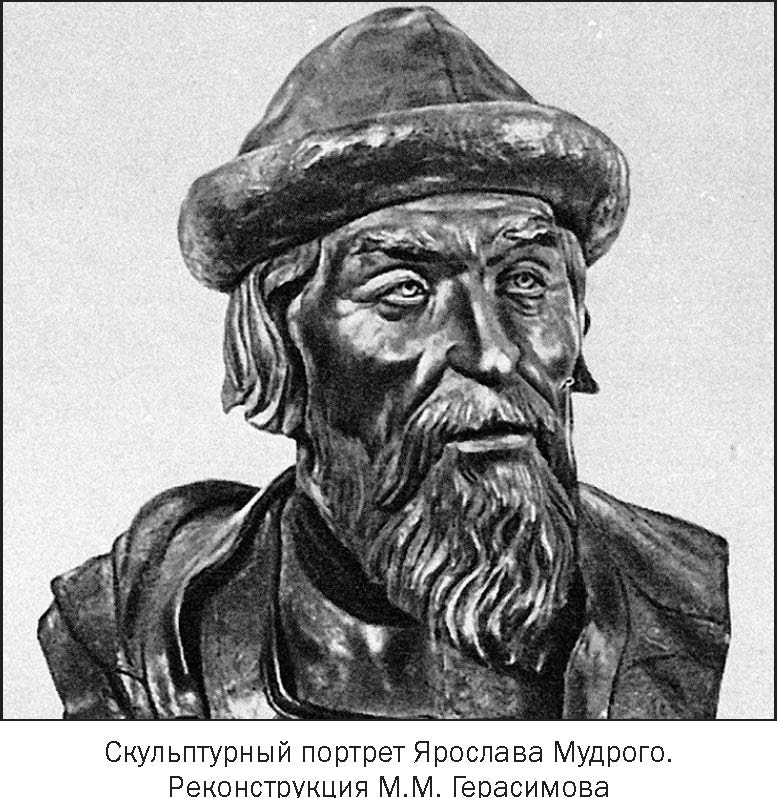 Скульптурный портрет Ярослава Мудрого.
Реконструкция М.М. Герасимова